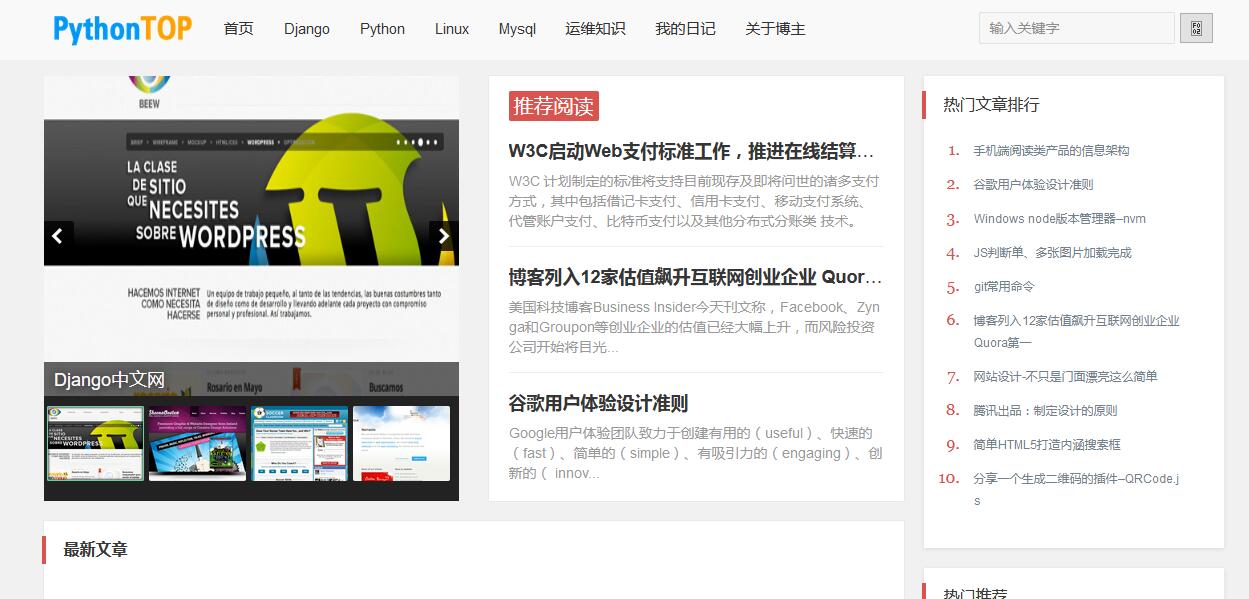 PythonTOP
首页
Django
Python
Linux
Mysql
运维知识
我的日记
关于博主
输入关键字
BEEW
BRIEF
WIREFRAME
MOCKUP
HTML/CSS
WORDPRESS
LA CLASE
DE SITIO
QUE NECESITES
SOBRE WORDPRESS
HACEMOS INTERNET
COMO NECESITA
HACERSE
Un equipo de trabajo pequeño, al tanto de las tendencias, las buenas costumbres tanto
de diseño como de desarrollo y llevando adelante cada proyecto con compromiso
personal y profesional. Así trabajamos.
Rosario en Mayo
Buscamos
Django中文网
推荐阅读
W3C启动Web支付标准工作，推进在线结算...
W3C 计划制定的标准将支持目前现存及即将问世的诸多支付
方式，其中包括借记卡支付、信用卡支付、移动支付系统、
代管账户支付、比特币支付以及其他分布式分账类 技术。
博客列入12家估值飙升互联网创业企业 Quor...
美国科技博客Business Insider今天刊文称，Facebook、Zyn
ga和Groupon等创业企业的估值已经大幅上升，而风险投资
公司开始将目光...
谷歌用户体验设计准则
Google用户体验团队致力于创建有用的（useful）、快速的
（fast）、简单的（simple）、有吸引力的（engaging）、创
新的（ innov...
最新文章
热门文章排行
1. 手机端阅读类产品的信息架构
2. 谷歌用户体验设计准则
3. Windows node版本管理器–nvm
4. JS判断单、多张图片加载完成
5. git常用命令
6. 博客列入12家估值飙升互联网创业企业
Quora第一
7. 网站设计-不只是门面漂亮这么简单
8. 腾讯出品：制定设计的原则
9. 简单HTML5打造内涵搜索框
10. 分享一个生成二维码的插件–QRCode.j
s
热门推荐